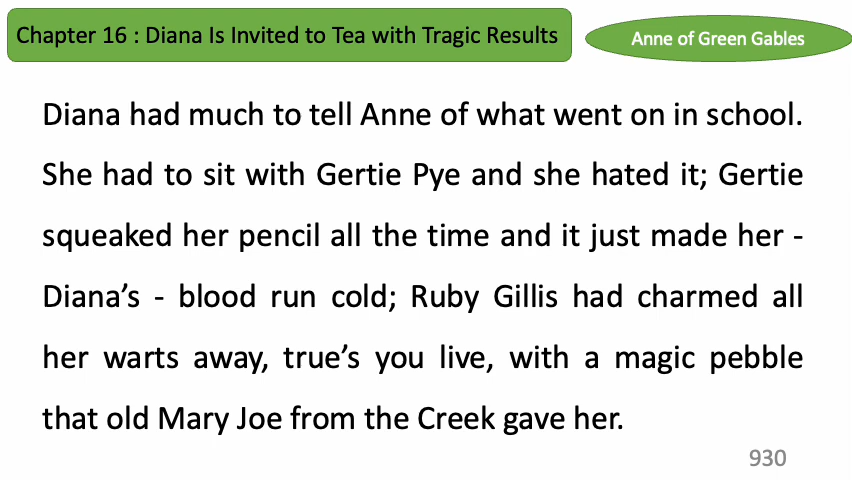 Chapter 16 : Diana Is Invited to Tea with Tragic Results
Anne of Green Gables
Diana had much to tell Anne of what went on in school.
She had to sit with Gertie Pye and she hated it; Gertie
squeaked her pencil all the time and it just made her -
Diana’s - blood run cold; Ruby Gillis had charmed all
her warts away, true’s you live, with a magic pebble
that old Mary Joe from the Creek gave her.
930